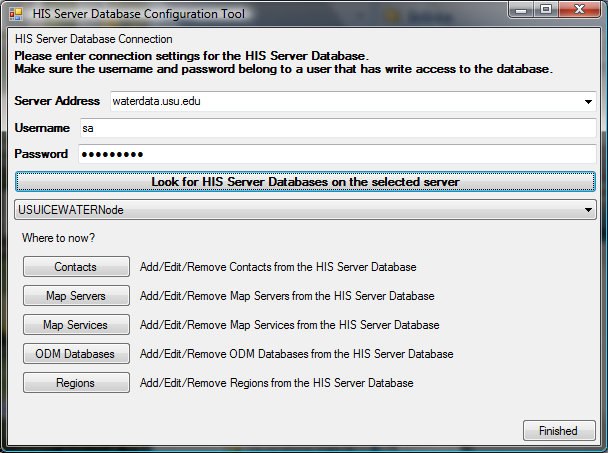 HIS Server Database Configuration Tool
HIS Server Database Connection
Please enter connection settings for the HIS Server Database.
Make sure the username and password belong to a user that has write access to the database.
Server Address waterdata.usu.edu
Username sa
Password ●●●●●●●●●
Look for HIS Server Databases on the selected server
USUICEWATERNode
Where to now?
Contacts Add/Edit/Remove Contacts from the HIS Server Database
Map Servers Add/Edit/Remove Map Servers from the HIS Server Database
Map Services Add/Edit/Remove Map Services from the HIS Server Database
ODM Databases Add/Edit/Remove ODM Databases from the HIS Server Database
Regions Add/Edit/Remove Regions from the HIS Server Database
Finished